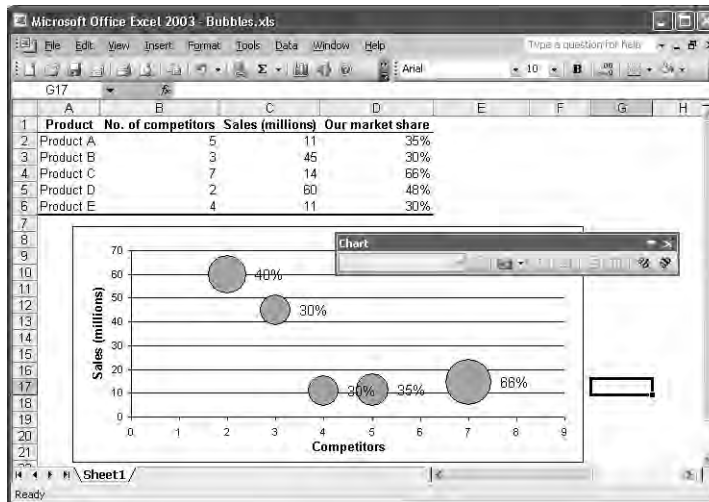 Microsoft Office Excel 2003 - Bubbles.xls
File Edit View Insert Format Tools Data Window Help Type a question for help
Σ Arial 10 B
G17 fx
A B C D E F G H
1 Product No. of competitors Sales (millions) Our market share
2 Product A 5 11 35%
3 Product B 3 45 30%
4 Product C 7 14 66%
5 Product D 2 60 48%
6 Product E 4 11 30%
7
8 Chart
9
10
11
12
13
14
15
16
17
18
19
20
21
Sales (millions)
70
60 48%
50
40 30%
30
20
10 30% 35% 66%
0
0 1 2 3 4 5 6 7 8 9
Competitors
Sheet1
Ready